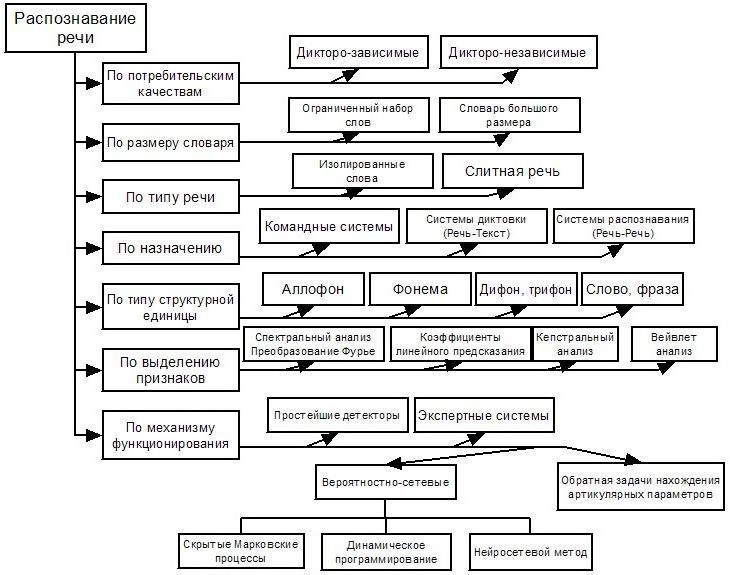 Распознавание
речи
По потребительским
качествам
Дикторо-зависимые
Дикторо-независимые
По размеру словаря
Ограниченный набор
слов
Словарь большого
размера
По типу речи
Изолированные
слова
Слитная речь
По назначению
Командные системы
Системы диктовки
(Речь-Текст)
Системы распознавания
(Речь-Речь)
По типу структурной
единицы
Аллофон
Фонема
Дифон, трифон
Слово, фраза
По выделению
признаков
Спектральный анализ
Преобразование Фурье
Коэффициенты
линейного предсказания
Кепстральный
анализ
Вейвлет
анализ
По механизму
функционирования
Простейшие детекторы
Экспертные системы
Вероятностно-сетевые
Обратная задачи нахождения
артикулярных параметров
Скрытые Марковские
процессы
Динамическое
программирование
Нейросетевой метод